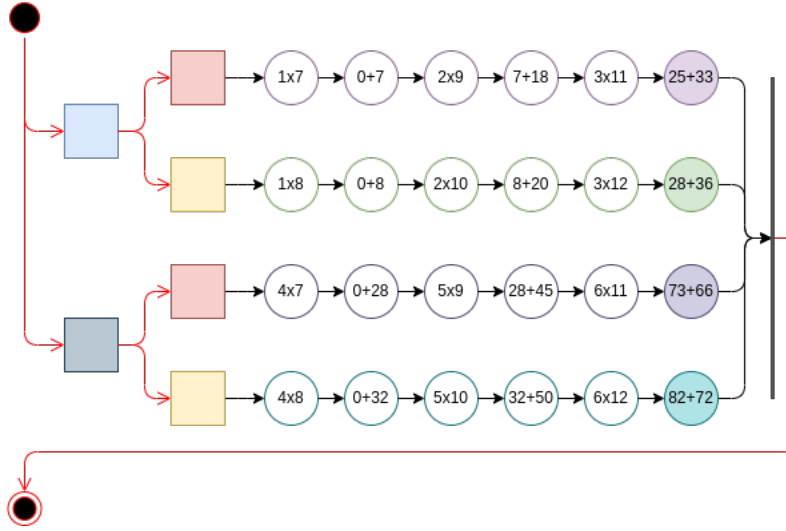 1x7 0+7 2x9 7+18 3x11 25+33
1x8 0+8 2x10 8+20 3x12 28+36
4x7 0+28 5x9 28+45 6x11 73+66
4x8 0+32 5x10 32+50 6x12 82+72